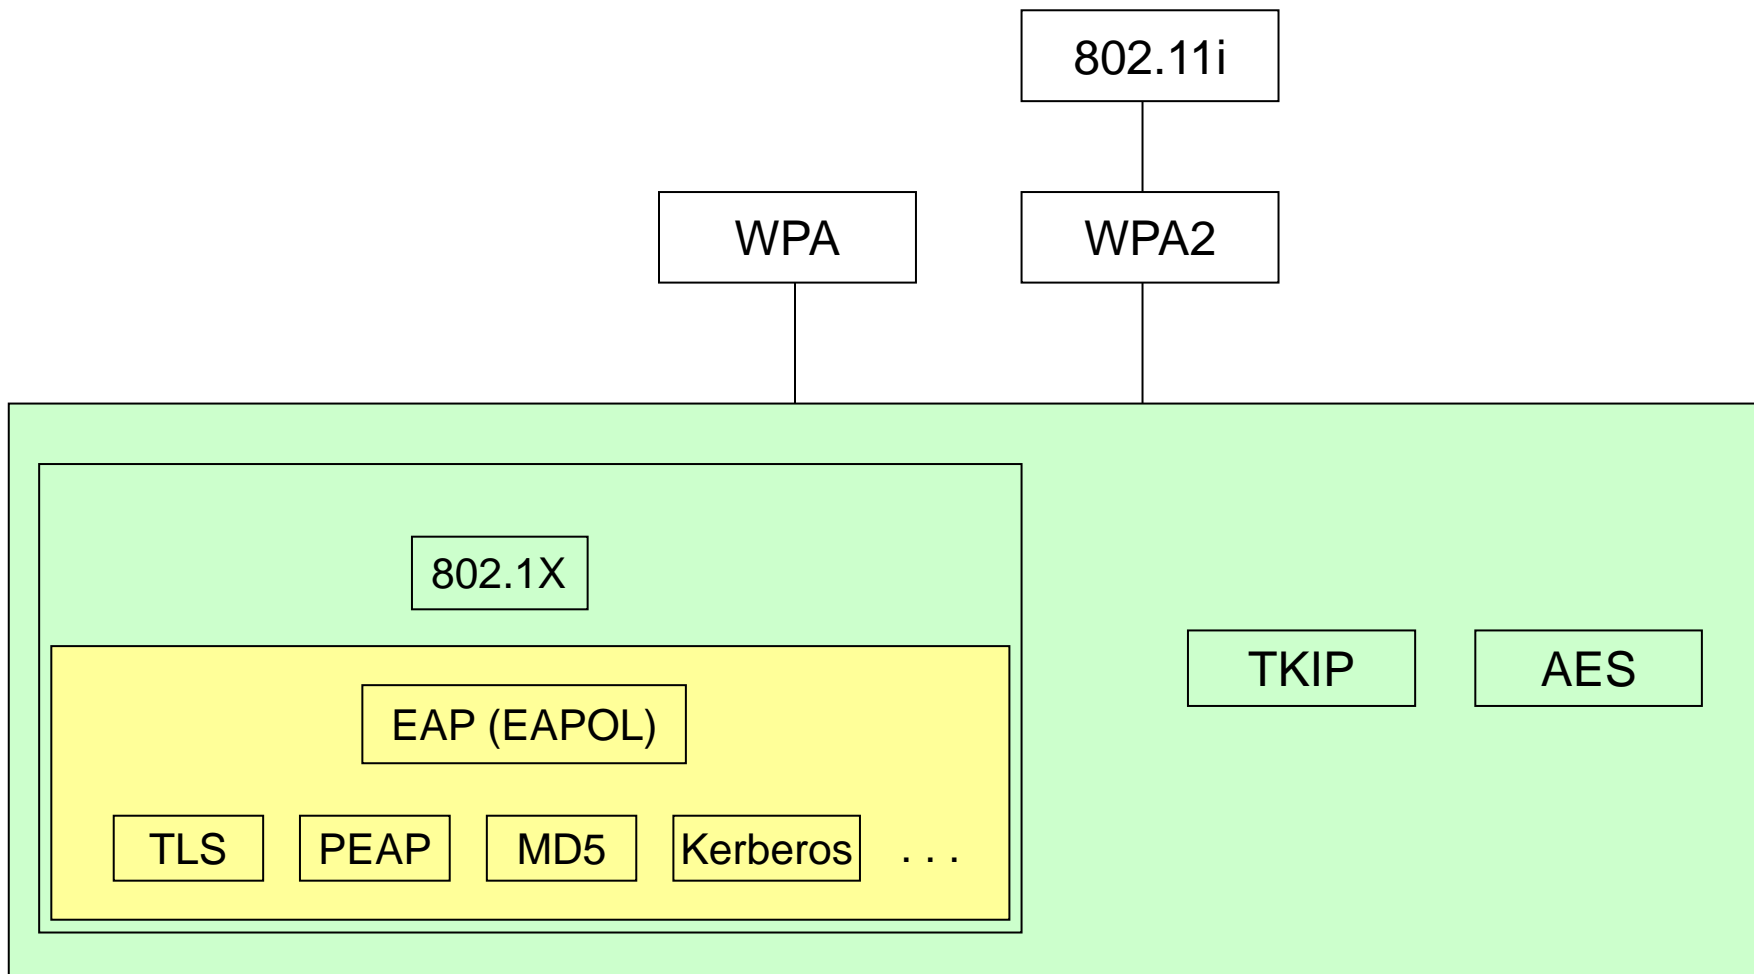 802.11i
WPA
WPA2
802.1X
TKIP
AES
EAP (EAPOL)
TLS
PEAP
MD5
Kerberos
. . .